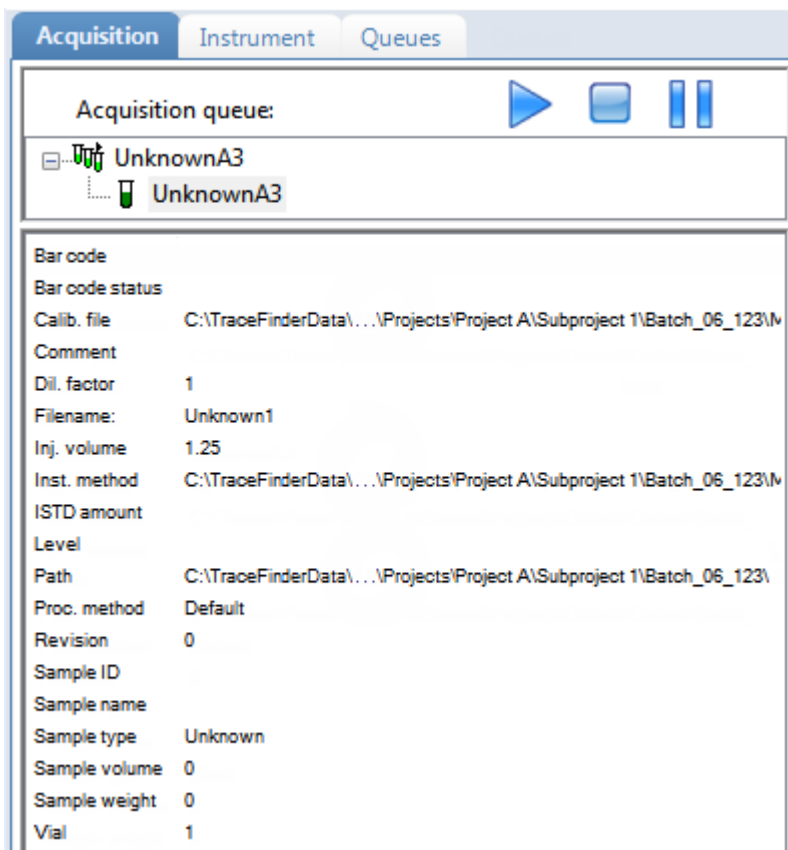 Acquisition Instrument Queues
Acquisition queue:
UnknownA3
UnknownA3
Bar code
Bar code status
Calib. file C:\TraceFinderData\...\Projects\Project A\Subproject 1\Batch_06_123\M
Comment
Dil. factor 1
Filename: Unknown1
Inj. volume 1.25
Inst. method C:\TraceFinderData\...\Projects\Project A\Subproject 1\Batch_06_123\M
ISTD amount
Level
Path C:\TraceFinderData\...\Projects\Project A\Subproject 1\Batch_06_123\
Proc. method Default
Revision 0
Sample ID
Sample name
Sample type Unknown
Sample volume 0
Sample weight 0
Vial 1